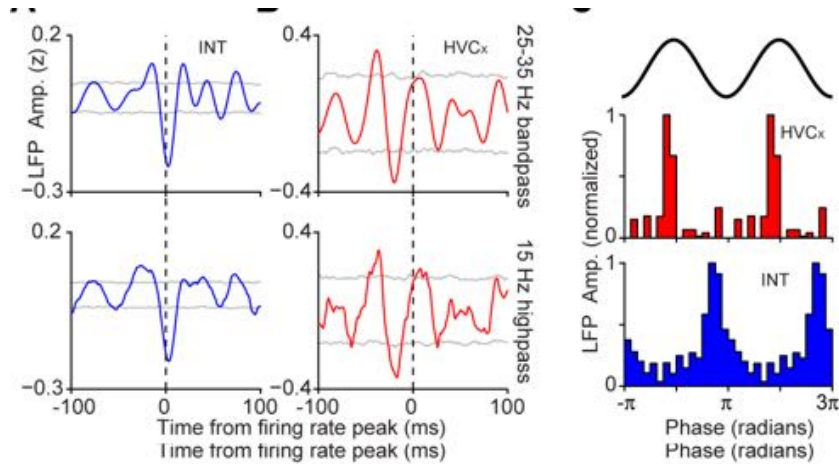 0.2
INT
LFP Amp. (z)
-0.3
0.2
-0.3
-100
0
100
0.4
HVCx
-0.4
0.4
-0.4
-100
0
100
25-35 Hz bandpass
15 Hz highpass
Time from firing rate peak (ms)
Time from firing rate peak (ms)
1
HVCx
0
LFP Amp. (normalized)
1
INT
0
-π
π
3π
Phase (radians)
Phase (radians)